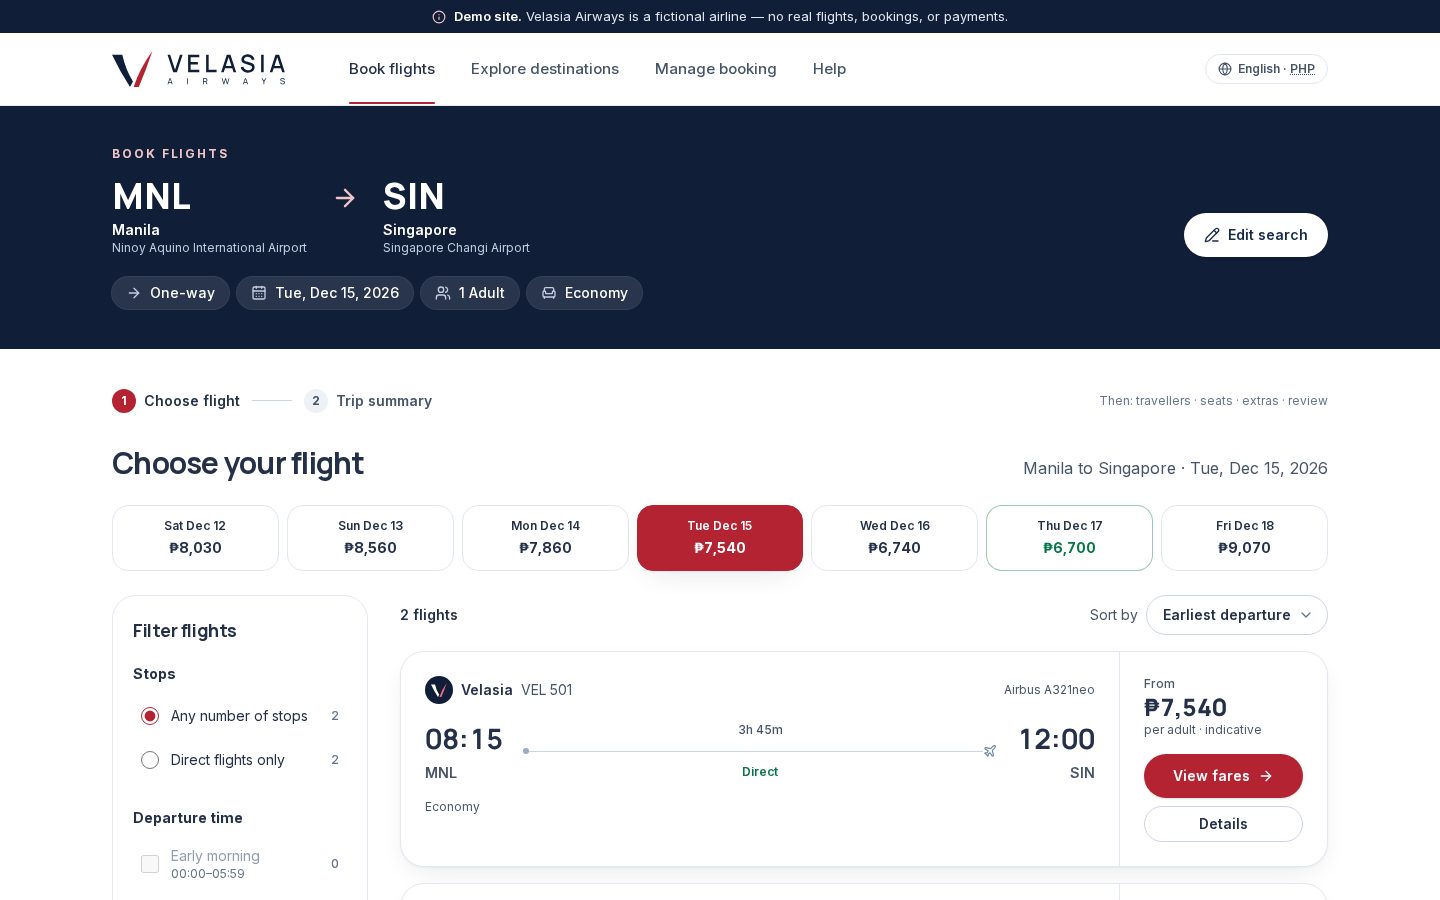 Demo site. Velasia Airways is a fictional airline — no real flights, bookings, or payments.
VELASIA
AIRWAYS
Book flights
Explore destinations
Manage booking
Help
English · PHP
BOOK FLIGHTS
MNL
Manila
Ninoy Aquino International Airport
SIN
Singapore
Singapore Changi Airport
Edit search
One-way
Tue, Dec 15, 2026
1 Adult
Economy
1 Choose flight
2 Trip summary
Then: travellers · seats · extras · review
Choose your flight
Manila to Singapore · Tue, Dec 15, 2026
Sat Dec 12
₱8,030
Sun Dec 13
₱8,560
Mon Dec 14
₱7,860
Tue Dec 15
₱7,540
Wed Dec 16
₱6,740
Thu Dec 17
₱6,700
Fri Dec 18
₱9,070
Filter flights
Stops
Any number of stops 2
Direct flights only 2
Departure time
Early morning
00:00–05:59
0
2 flights
Sort by Earliest departure
Velasia VEL 501
Airbus A321neo
08:15
MNL
3h 45m
Direct
12:00
SIN
Economy
From
₱7,540
per adult · indicative
View fares
Details